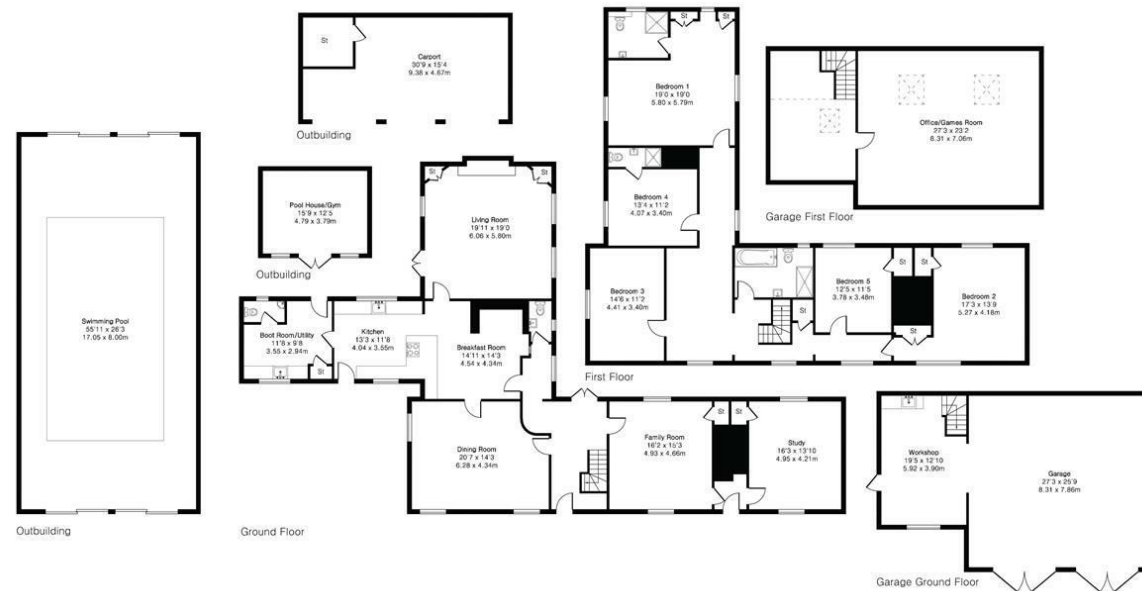 St
Carport
30'9 x 15'4
9.38 x 4.67m
Outbuilding
Swimming Pool
55'11 x 26'3
17.05 x 8.00m
Outbuilding
Pool House/Gym
15'9 x 12'5
4.79 x 3.79m
Outbuilding
St
St
Living Room
19'11 x 19'0
6.06 x 5.80m
Boot Room/Utility
11'8 x 9'8
3.55 x 2.94m
St
Kitchen
13'3 x 11'8
4.04 x 3.55m
Breakfast Room
14'11 x 14'3
4.54 x 4.34m
Dining Room
20'7 x 14'3
6.28 x 4.34m
Family Room
16'2 x 15'3
4.93 x 4.66m
St
St
Study
16'3 x 13'10
4.95 x 4.21m
Ground Floor
St
St
Bedroom 1
19'0 x 19'0
5.80 x 5.79m
Bedroom 4
13'4 x 11'2
4.07 x 3.40m
Bedroom 3
14'6 x 11'2
4.41 x 3.40m
St
Bedroom 5
12'5 x 11'5
3.78 x 3.48m
St
St
St
Bedroom 2
17'3 x 13'9
5.27 x 4.18m
First Floor
Office/Games Room
27'3 x 23'2
8.31 x 7.06m
Garage First Floor
Workshop
19'5 x 12'10
5.92 x 3.90m
Garage
27'3 x 25'9
8.31 x 7.86m
Garage Ground Floor